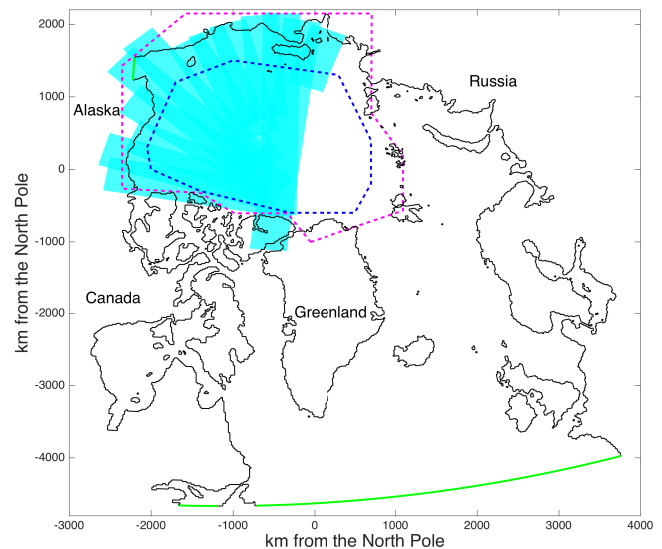 2000
Russia
1000
Alaska
0
km from the North Pole
-1000
Canada
Greenland
-2000
-3000
-4000
-3000 -2000 -1000 0 1000 2000 3000 4000
km from the North Pole